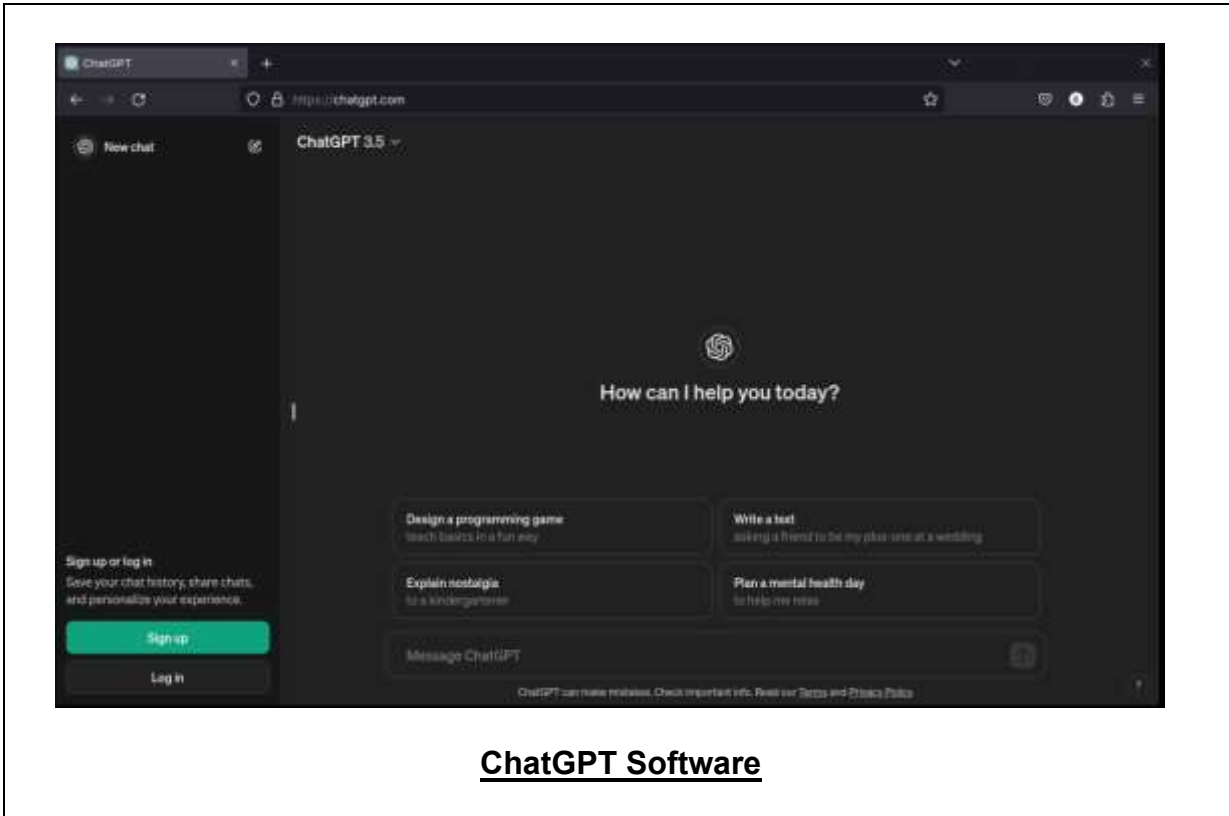 ChatGPT
https://chatgpt.com
New chat
ChatGPT 3.5
How can I help you today?
Design a programming game
teach basics in a fun way
Write a text
asking a friend to be my plus-one at a wedding
Explain nostalgia
to a kindergartener
Plan a mental health day
to help me relax
Sign up or log in
Save your chat history, share chats,
and personalize your experience.
Sign up
Log in
Message ChatGPT
ChatGPT can make mistakes. Check important info. Read our Terms and Privacy Policy
?
ChatGPT Software